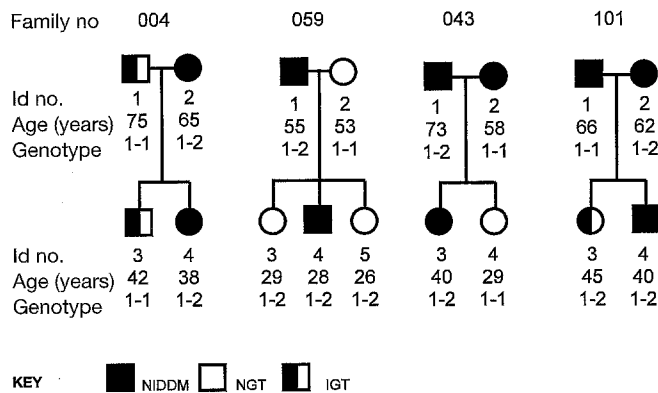 Family no 004 059 043 101
Id no. 1 2 1 2 1 2 1 2
Age (years) 75 65 55 53 73 58 66 62
Genotype 1-1 1-2 1-2 1-1 1-2 1-1 1-1 1-2
Id no. 3 4 3 4 5 3 4 3 4
Age (years) 42 38 29 28 26 40 29 45 40
Genotype 1-1 1-2 1-2 1-2 1-2 1-2 1-1 1-2 1-2
KEY NIDDM NGT IGT